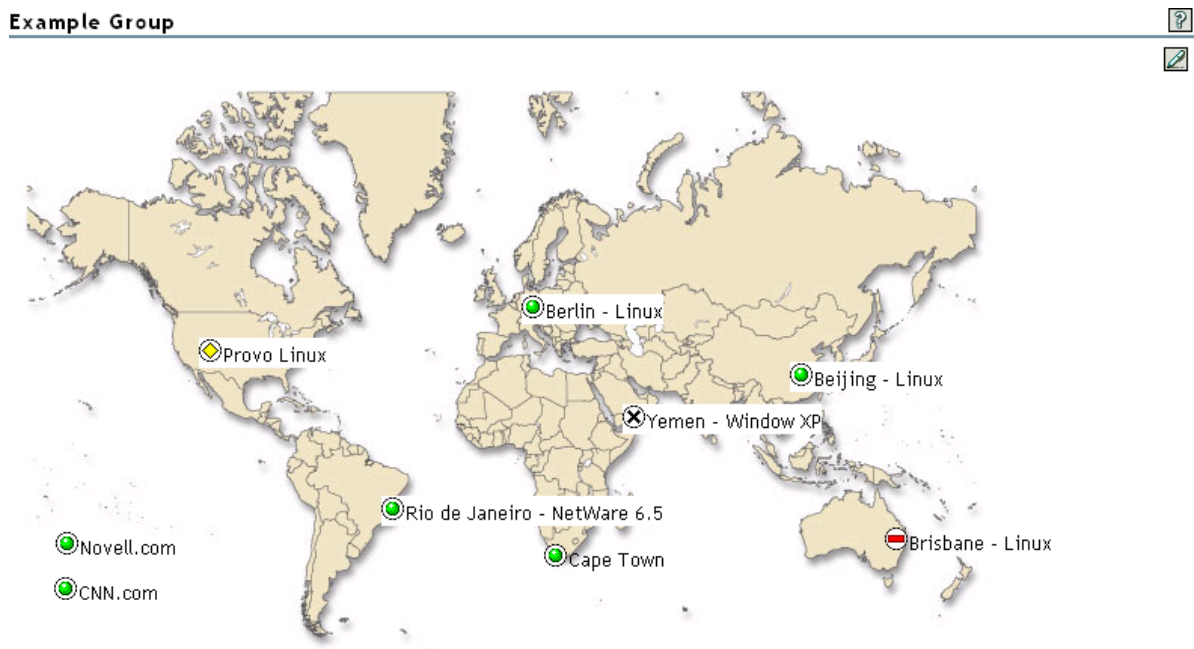 Example Group
?
Berlin - Linux
Provo Linux
Beijing - Linux
Yemen - Window XP
Rio de Janeiro - NetWare 6.5
Novell.com
Brisbane - Linux
Cape Town
CNN.com